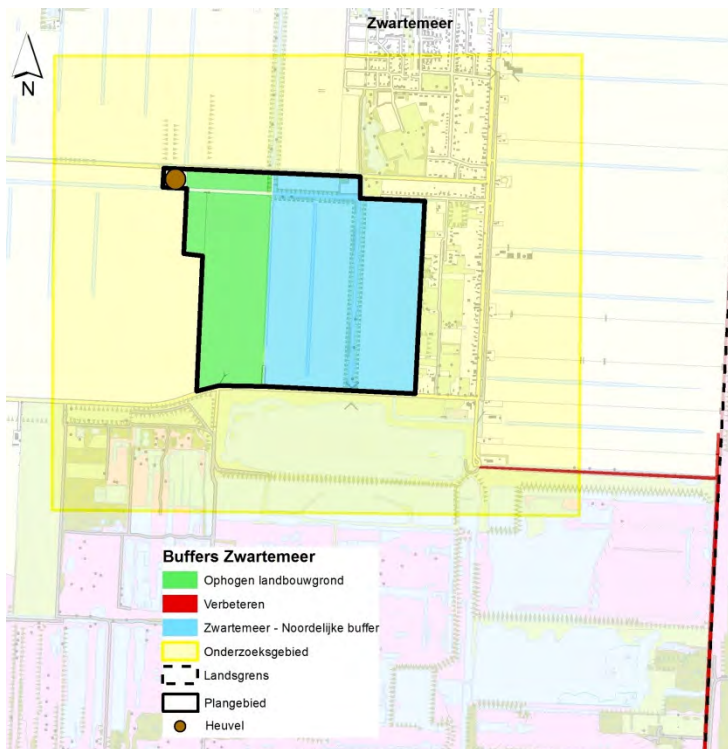 Zwartemeer
N
Buffers Zwartemeer
Ophogen landbouwgrond
Verbeteren
Zwartemeer - Noordelijke buffer
Onderzoeksgebied
Landsgrens
Plangebied
Heuvel